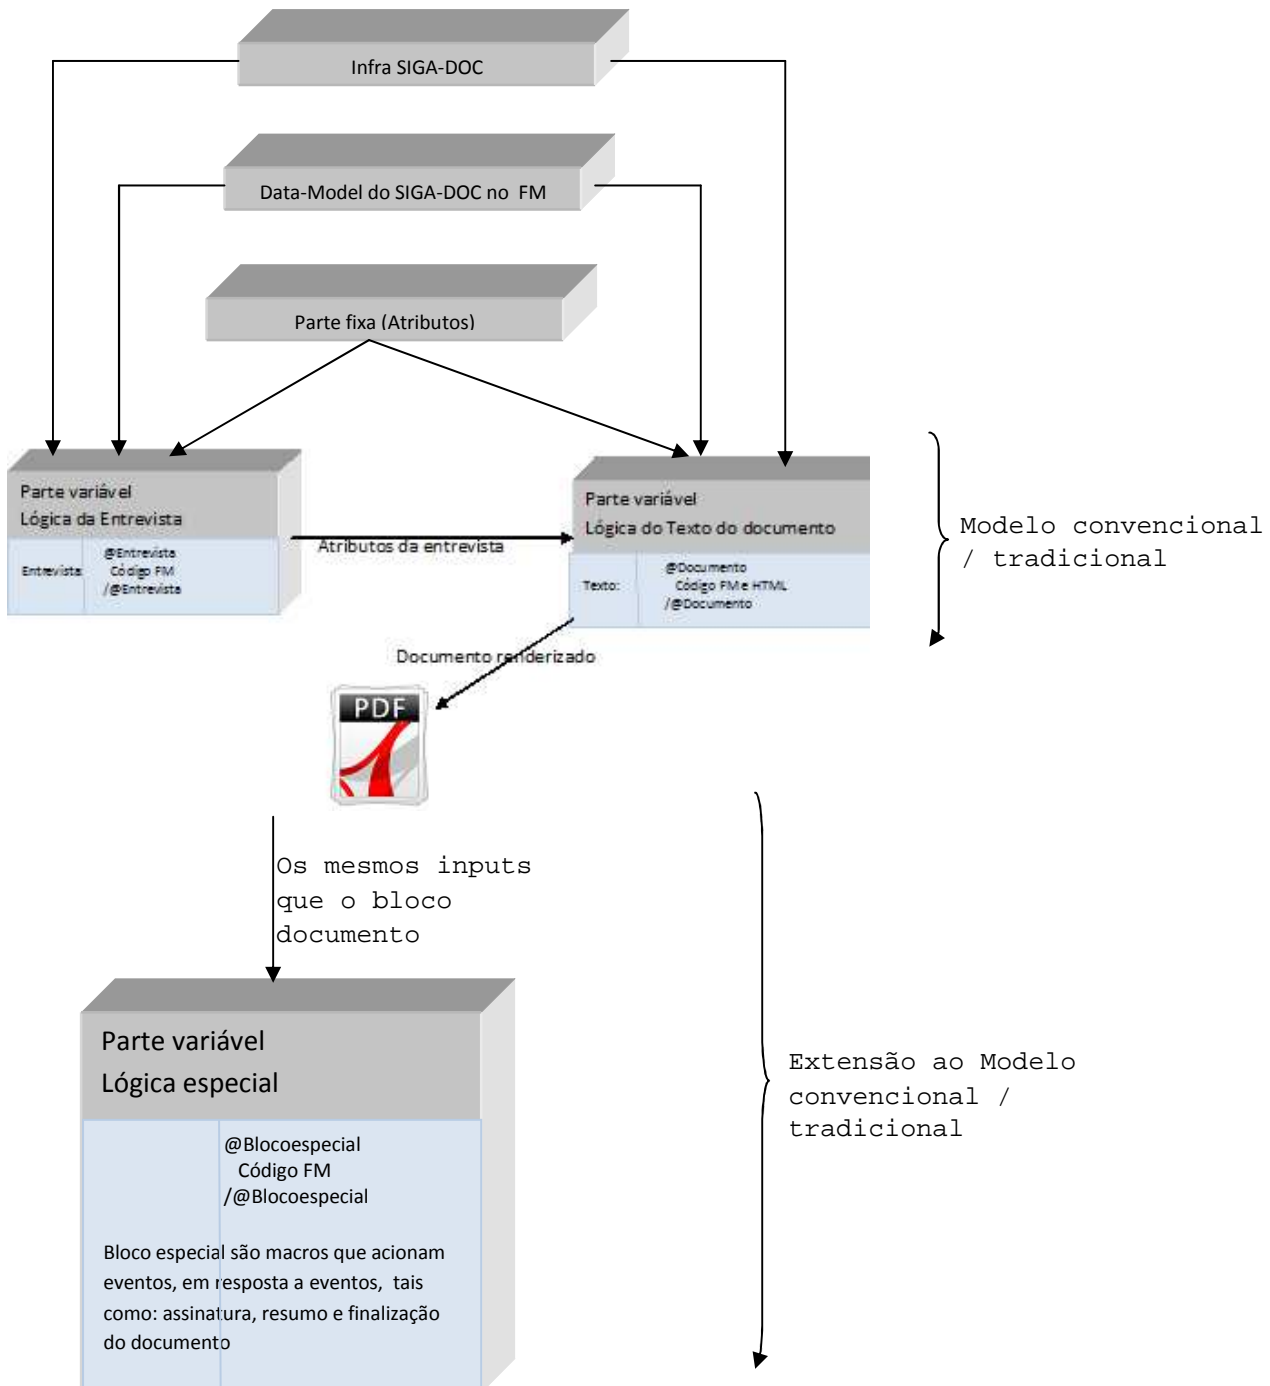 Infra SIGA-DOC
Data-Model do SIGA-DOC no FM
Parte fixa (Atributos)
Parte variável
Lógica da Entrevista
Entrevista:
@Entrevista
Código FM
/@Entrevista
Atributos da entrevista
Parte variável
Lógica do Texto do documento
Texto:
@Documento
Código FM e HTML
/@Documento
Modelo convencional
/ tradicional
Documento renderizado
PDF
Os mesmos inputs
que o bloco
documento
Parte variável
Lógica especial
@Blocoespecial
Código FM
/@Blocoespecial
Bloco especial são macros que acionam
eventos, em resposta a eventos, tais
como: assinatura, resumo e finalização
do documento
Extensão ao Modelo
convencional /
tradicional